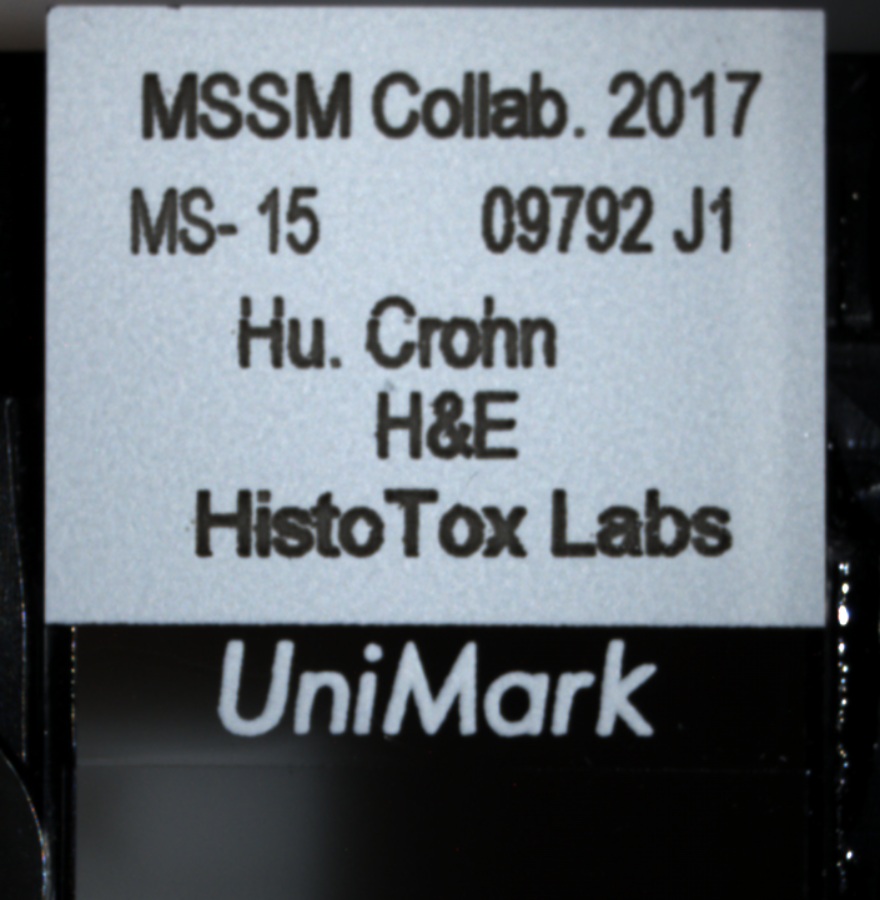 MSSM Collab. 2017
MS- 15 09792 J1
Hu. Crohn
H&E
HistoTox Labs
UniMark